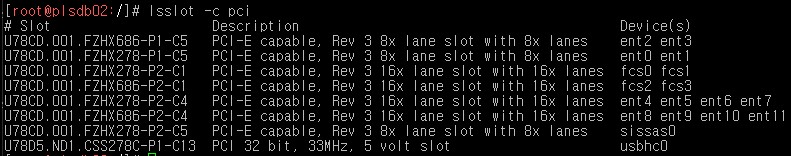 [root@plsdb02:/]# lsslot -c pci
# Slot Description Device(s)
U78CD.001.FZHX686-P1-C5 PCI-E capable, Rev 3 8x lane slot with 8x lanes ent2 ent3
U78CD.001.FZHX278-P1-C5 PCI-E capable, Rev 3 8x lane slot with 8x lanes ent0 ent1
U78CD.001.FZHX278-P2-C1 PCI-E capable, Rev 3 16x lane slot with 16x lanes fcs0 fcs1
U78CD.001.FZHX686-P2-C1 PCI-E capable, Rev 3 16x lane slot with 16x lanes fcs2 fcs3
U78CD.001.FZHX278-P2-C4 PCI-E capable, Rev 3 16x lane slot with 16x lanes ent4 ent5 ent6 ent7
U78CD.001.FZHX686-P2-C4 PCI-E capable, Rev 3 16x lane slot with 16x lanes ent8 ent9 ent10 ent11
U78CD.001.FZHX278-P2-C5 PCI-E capable, Rev 3 8x lane slot with 8x lanes sissas0
U78D5.ND1.CSS278C-P1-C13 PCI 32 bit, 33MHz, 5 volt slot usbhc0